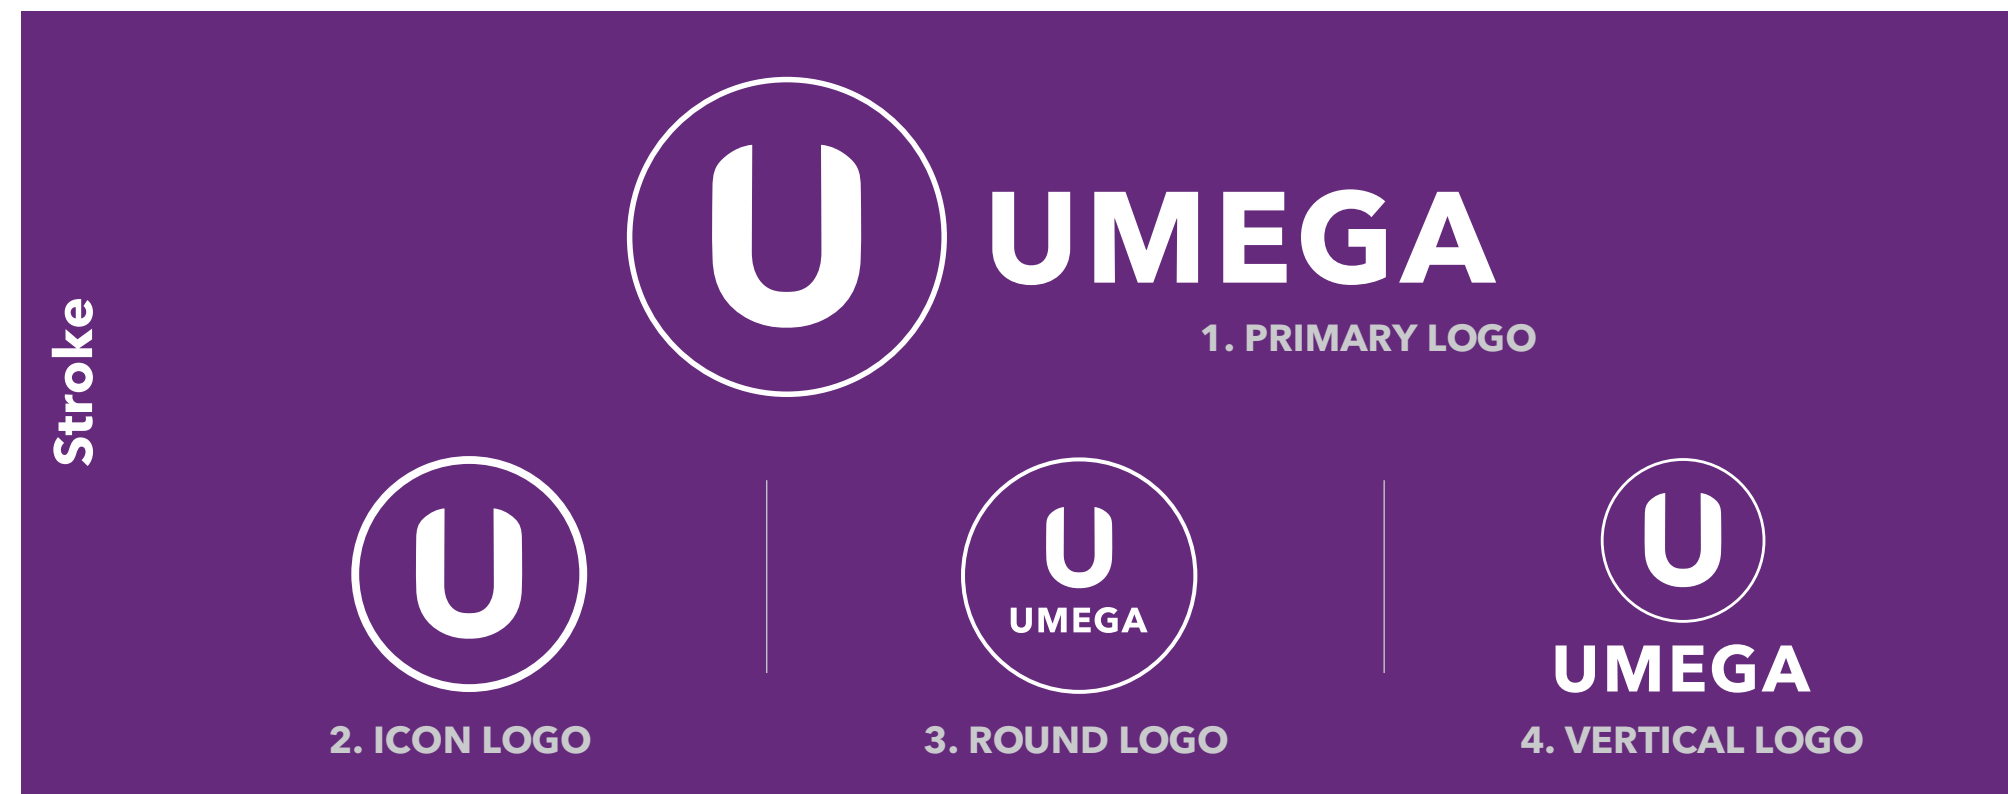 Stroke
U
UMEGA
1. PRIMARY LOGO
U
2. ICON LOGO
U
UMEGA
3. ROUND LOGO
U
UMEGA
4. VERTICAL LOGO